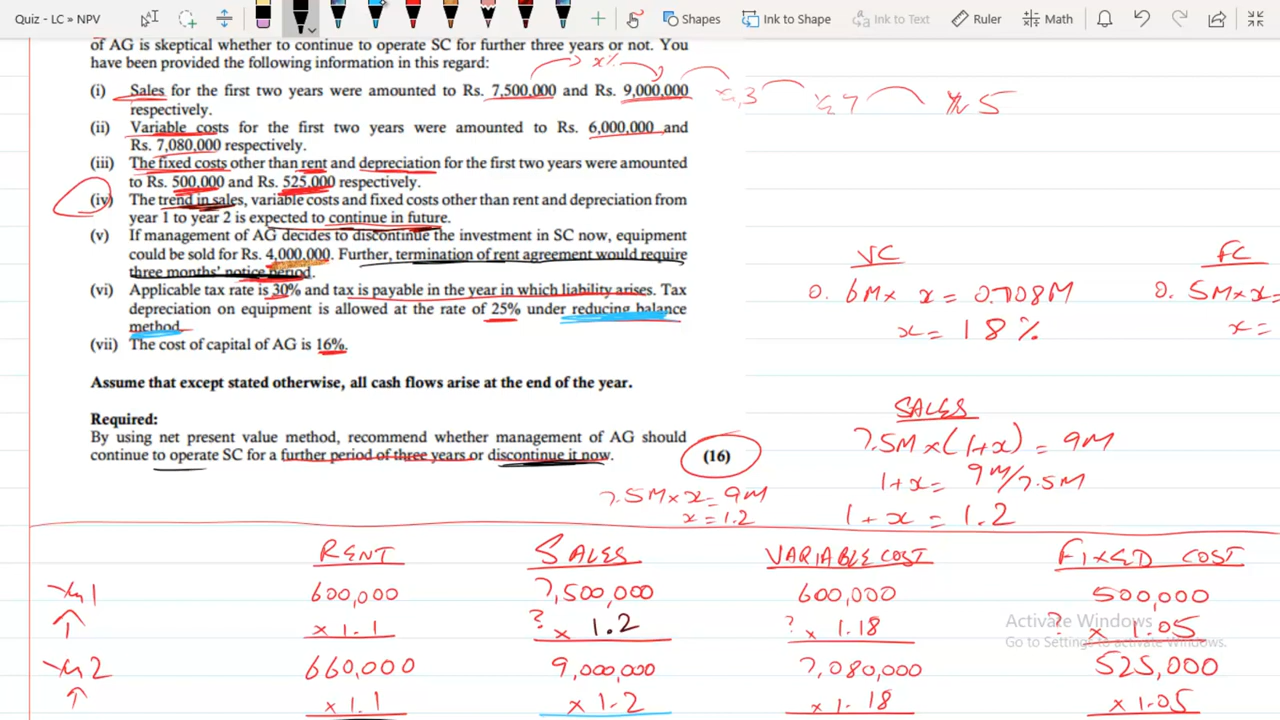 Quiz - LC > NPV
Shapes
Ink to Shape
Ink to Text
Ruler
Math
of AG is skeptical whether to continue to operate SC for further three years or not. You
have been provided the following information in this regard:
x%
(i) Sales for the first two years were amounted to Rs. 7,500,000 and Rs. 9,000,000
respectively.
(ii) Variable costs for the first two years were amounted to Rs. 6,000,000 and
Rs. 7,080,000 respectively.
(iii) The fixed costs other than rent and depreciation for the first two years were amounted
to Rs. 500,000 and Rs. 525,000 respectively.
(iv) The trend in sales, variable costs and fixed costs other than rent and depreciation from
year 1 to year 2 is expected to continue in future.
(v) If management of AG decides to discontinue the investment in SC now, equipment
could be sold for Rs. 4,000,000. Further, termination of rent agreement would require
three months' notice period.
(vi) Applicable tax rate is 30% and tax is payable in the year in which liability arises. Tax
depreciation on equipment is allowed at the rate of 25% under reducing balance
method.
(vii) The cost of capital of AG is 16%.
Assume that except stated otherwise, all cash flows arise at the end of the year.
Required:
By using net present value method, recommend whether management of AG should
continue to operate SC for a further period of three years or discontinue it now.
(16)
VC
0.6M x x = 0.708M
x = 18%
FC
0.5M x x =
x =
SALES
7.5M x (1+x) = 9M
1+x = 9M/7.5M
1+x = 1.2
7.5M x x = 9M
x = 1.2
RENT SALES VARIABLE COST FIXED COST
Yr 1 600,000 7,500,000 600,000 500,000
x 1.1 ? x 1.2 ? x 1.18 ? x 1.05
Yr 2 660,000 9,000,000 7,080,000 525,000
x 1.1 x 1.2 x 1.18 x 1.05
Activate Windows
Go to Settings to activate Windows.